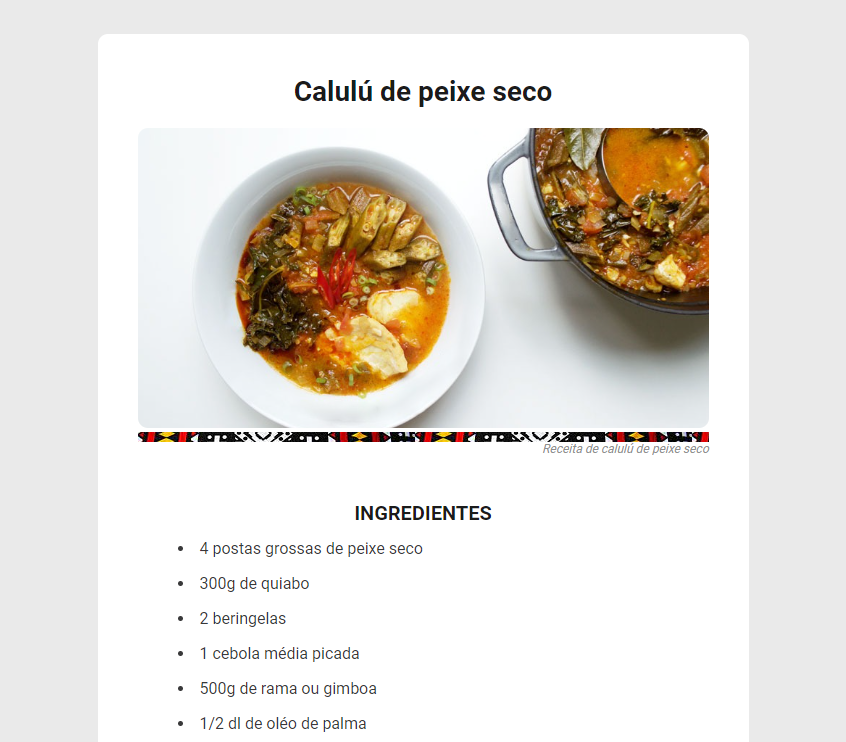 Calulú de peixe seco
Receita de calulú de peixe seco
INGREDIENTES
4 postas grossas de peixe seco
300g de quiabo
2 beringelas
1 cebola média picada
500g de rama ou gimboa
1/2 dl de oléo de palma